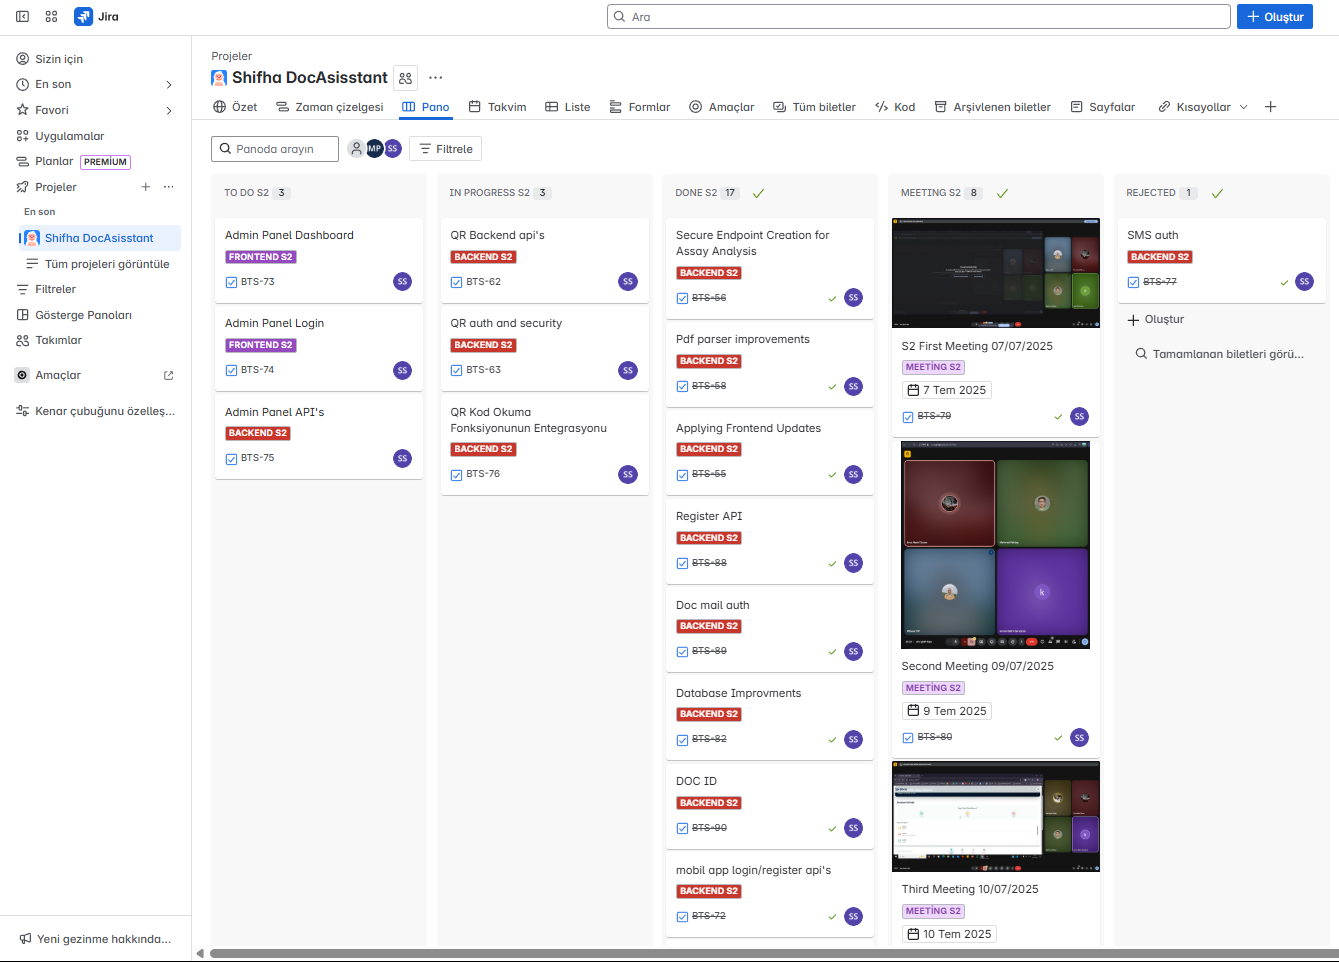 Jira
Ara
Oluştur
Sizin için
En son
Favori
Uygulamalar
Planlar PREMIUM
Projeler
En son
Shifha DocAsisstant
Tüm projeleri görüntüle
Filtreler
Gösterge Panoları
Takımlar
Amaçlar
Kenar çubuğunu özelleş...
Yeni gezinme hakkında...
Projeler
Shifha DocAsisstant
Özet
Zaman çizelgesi
Pano
Takvim
Liste
Formlar
Amaçlar
Tüm biletler
Kod
Arşivlenen biletler
Sayfalar
Kısayollar
Panoda arayın
MP
SS
Filtrele
TO DO S2 3
Admin Panel Dashboard
FRONTEND S2
BTS-73
SS
Admin Panel Login
FRONTEND S2
BTS-74
SS
Admin Panel API's
BACKEND S2
BTS-75
SS
IN PROGRESS S2 3
QR Backend api's
BACKEND S2
BTS-62
SS
QR auth and security
BACKEND S2
BTS-63
SS
QR Kod Okuma
Fonksiyonunun Entegrasyonu
BACKEND S2
BTS-76
SS
DONE S2 17
Secure Endpoint Creation for
Assay Analysis
BACKEND S2
BTS-56
SS
Pdf parser improvements
BACKEND S2
BTS-58
SS
Applying Frontend Updates
BACKEND S2
BTS-55
SS
Register API
BACKEND S2
BTS-88
SS
Doc mail auth
BACKEND S2
BTS-89
SS
Database Improvments
BACKEND S2
BTS-82
SS
DOC ID
BACKEND S2
BTS-90
SS
mobil app login/register api's
BACKEND S2
BTS-72
SS
MEETING S2 8
S2 First Meeting 07/07/2025
MEETİNG S2
7 Tem 2025
BTS-79
SS
k
Second Meeting 09/07/2025
MEETİNG S2
9 Tem 2025
BTS-80
SS
Third Meeting 10/07/2025
MEETİNG S2
10 Tem 2025
REJECTED 1
SMS auth
BACKEND S2
BTS-77
SS
Oluştur
Tamamlanan biletleri görü...